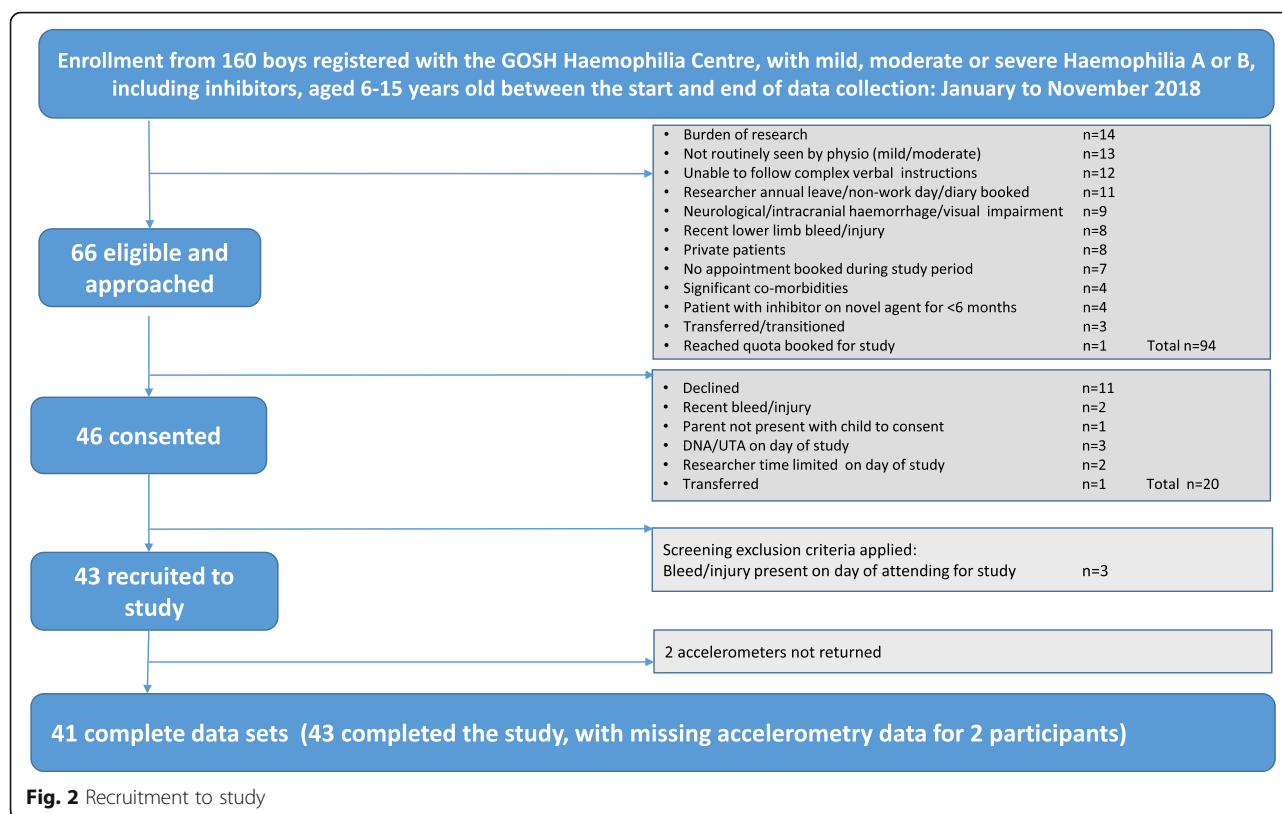 Enrollment from 160 boys registered with the GOSH Haemophilia Centre, with mild, moderate or severe Haemophilia A or B,
including inhibitors, aged 6-15 years old between the start and end of data collection: January to November 2018
• Burden of research n=14
• Not routinely seen by physio (mild/moderate) n=13
• Unable to follow complex verbal instructions n=12
• Researcher annual leave/non-work day/diary booked n=11
• Neurological/intracranial haemorrhage/visual impairment n=9
• Recent lower limb bleed/injury n=8
• Private patients n=8
• No appointment booked during study period n=7
• Significant co-morbidities n=4
• Patient with inhibitor on novel agent for <6 months n=4
• Transferred/transitioned n=3
• Reached quota booked for study n=1 Total n=94
66 eligible and
approached
• Declined n=11
• Recent bleed/injury n=2
• Parent not present with child to consent n=1
• DNA/UTA on day of study n=3
• Researcher time limited on day of study n=2
• Transferred n=1 Total n=20
46 consented
Screening exclusion criteria applied:
Bleed/injury present on day of attending for study n=3
43 recruited to
study
2 accelerometers not returned
41 complete data sets (43 completed the study, with missing accelerometry data for 2 participants)
Fig. 2 Recruitment to study